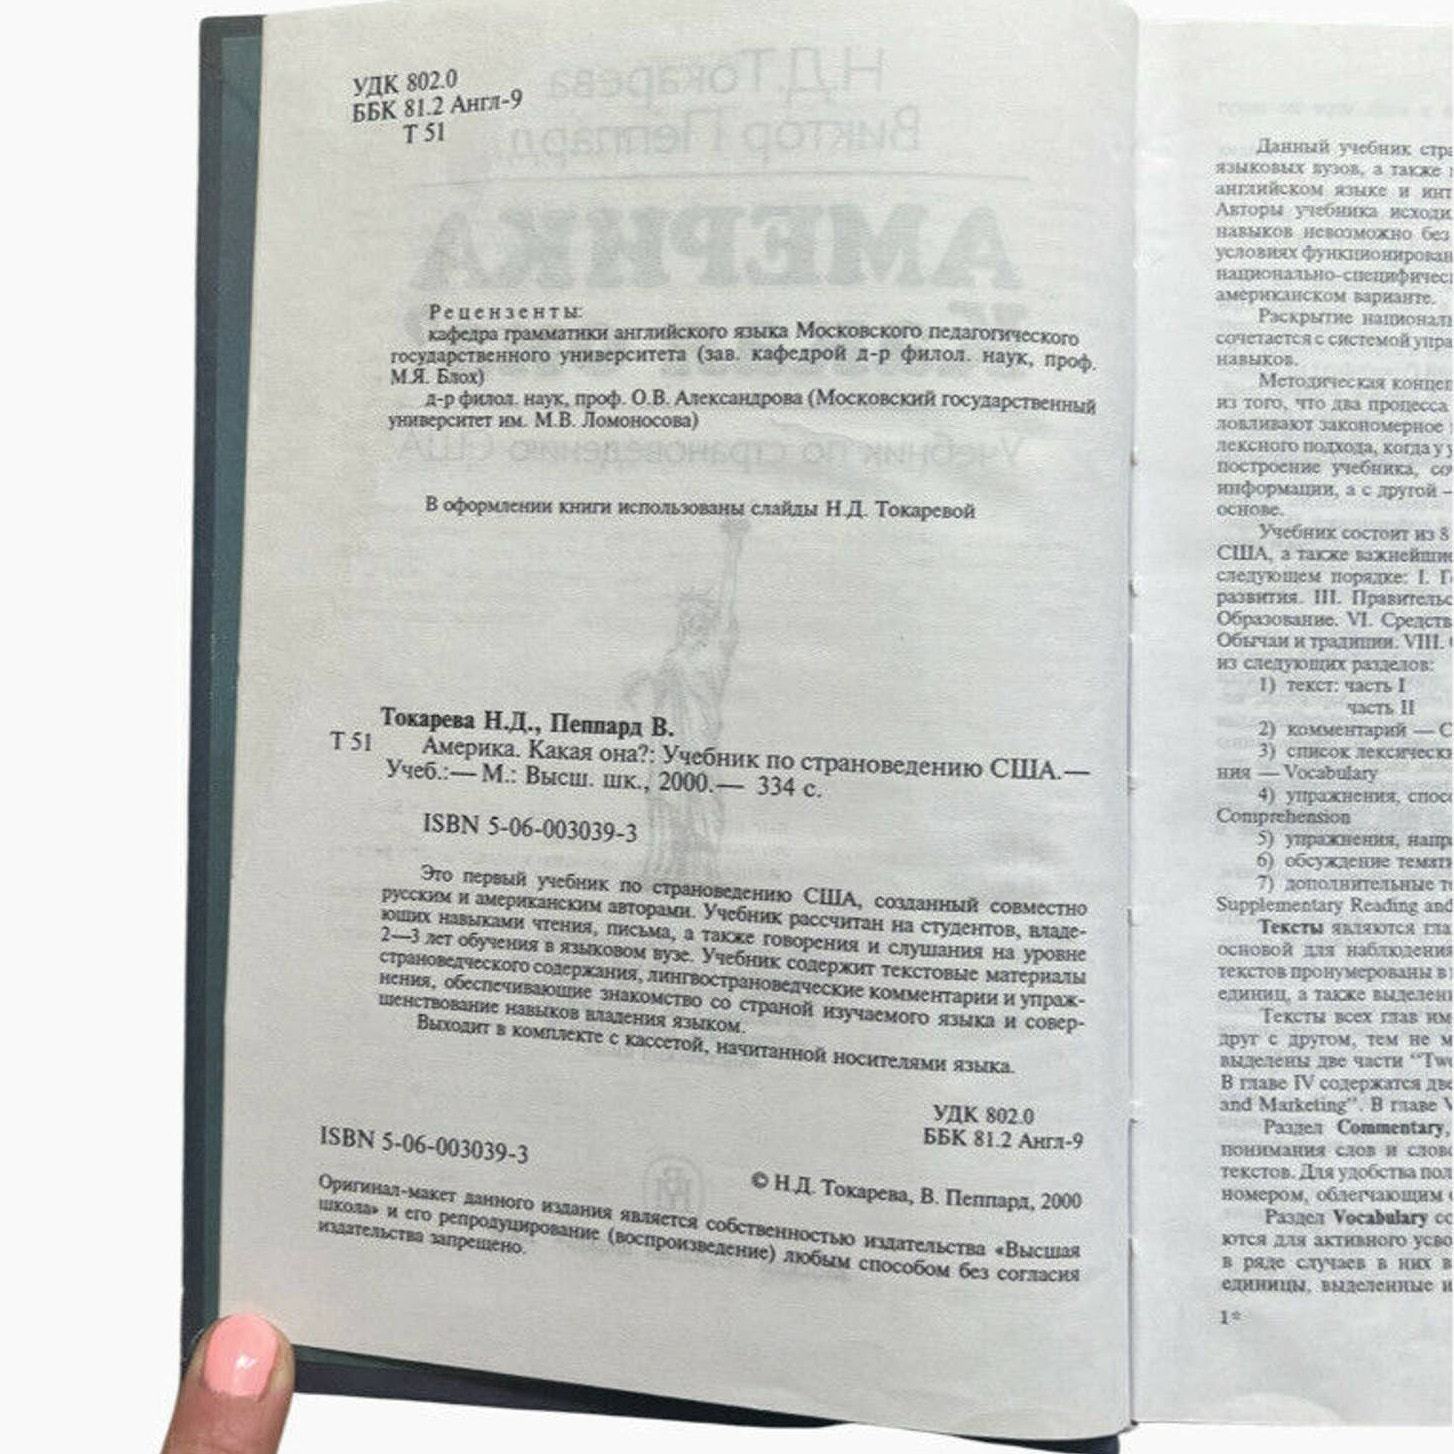 УДК 802.0
ББК 81.2 Англ-9
Т 51
Рецензенты:
кафедра грамматики английского языка Московского педагогического
государственного университета (зав. кафедрой д-р филол. наук, проф.
М.Я. Блох)
д-р филол. наук, проф. О.В. Александрова (Московский государственный
университет им. М.В. Ломоносова)
В оформлении книги использованы слайды Н.Д. Токаревой
Токарева Н.Д., Пеппард В.
Т 51 Америка. Какая она?: Учебник по страноведению США.—
Учеб.:— М.: Высш. шк., 2000.— 334 с.
ISBN 5-06-003039-3
Это первый учебник по страноведению США, созданный совместно
русским и американским авторами. Учебник рассчитан на студентов, владе-
ющих навыками чтения, письма, а также говорения и слушания на уровне
2—3 лет обучения в языковом вузе. Учебник содержит текстовые материалы
страноведческого содержания, лингвострановедческие комментарии и упраж-
нения, обеспечивающие знакомство со страной изучаемого языка и совер-
шенствование навыков владения языком.
Выходит в комплекте с кассетой, начитанной носителями языка.
УДК 802.0
ББК 81.2 Англ-9
ISBN 5-06-003039-3
© Н.Д. Токарева, В. Пеппард, 2000
Оригинал-макет данного издания является собственностью издательства «Высшая
школа» и его репродуцирование (воспроизведение) любым способом без согласия
издательства запрещено.
Данный учебник
языковых вузов, а также
английском языке и
Авторы учебника
навыков невозможно без
условиях
американском варианте.
Раскрытие
сочетается с системой
навыков.
Методическая
из того, что два процесса
ловливают закономерное
лексного подхода, когда у
построение учебника,
информации, а с другой —
основе.
Учебник состоит из 8
США, а также важнейшие
следующем порядке: I.
развития. III.
Образование. VI.
Обычаи и традиции. VIII.
из следующих разделов:
1) текст: часть I
часть II
2) комментарий —
3) список
ния — Vocabulary
4) упражнения,
Comprehension
5) упражнения,
6) обсуждение
7) дополнительные
Supplementary Reading and
Тексты являются
основой для наблюдения
текстов пронумерованы в
единиц, а также
Тексты всех глав
друг с другом, тем не
выделены две части
В главе IV содержатся
and Marketing”. В главе
Раздел Commentary,
понимания слов и
текстов. Для удобства
номером, облегчающим
Раздел Vocabulary
ются для активного
в ряде случаев в них
единицы, выделенные
1*